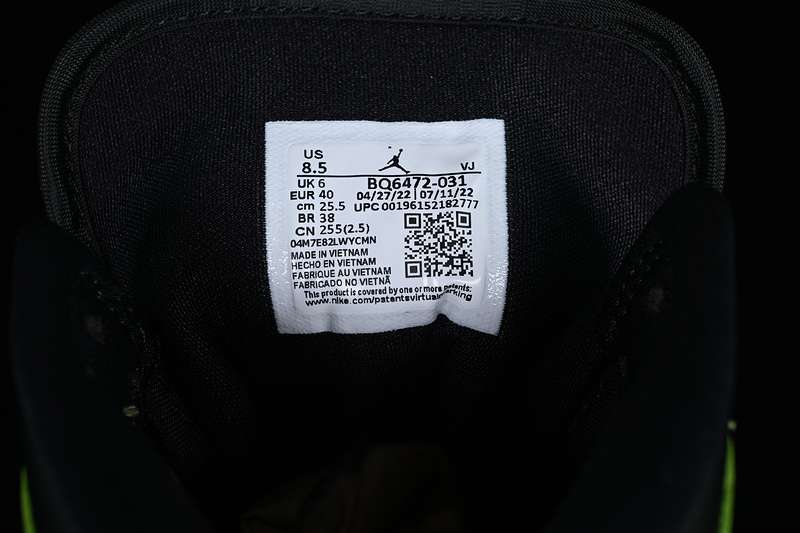 US
8.5
VJ
UK 6
BQ6472-031
EUR 40
04/27/22 | 07/11/22
cm 25.5
UPC 00196152182777
BR 38
CN 255(2.5)
04M7E82LWYCMN
MADE IN VIETNAM
HECHO EN VIETNAM
FABRIQUE AU VIETNAM
FABRICADO NO VIETNÃ
This product is covered by one or more patents:
www.nike.com/patentsvirtualmarking